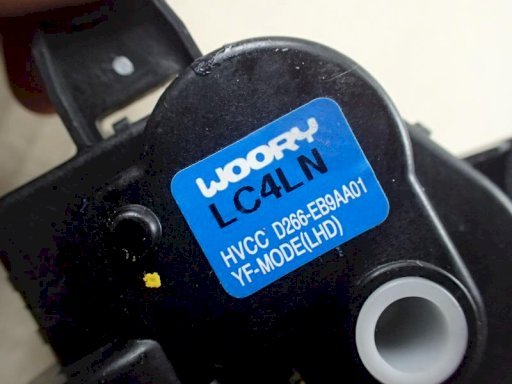 WOORY
LC4LN
HVCC D266-EB9AA01
YF-MODE(LHD)